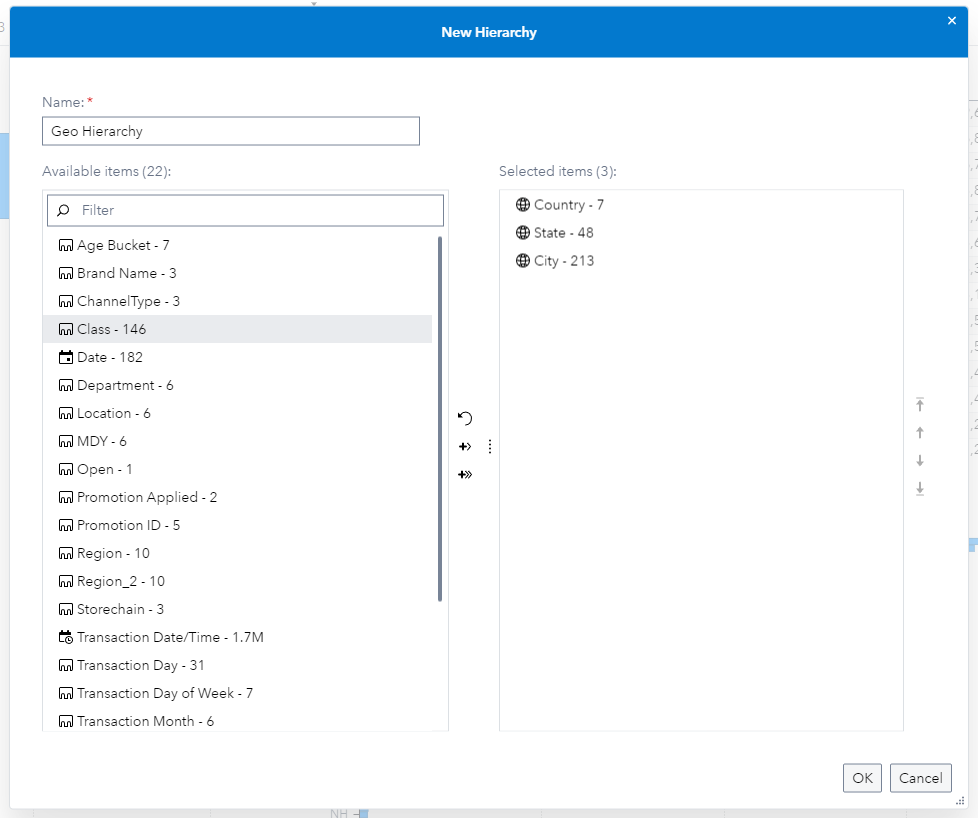 New Hierarchy
Name: *
Geo Hierarchy
Available items (22):
Filter
Age Bucket - 7
Brand Name - 3
ChannelType - 3
Class - 146
Date - 182
Department - 6
Location - 6
MDY - 6
Open - 1
Promotion Applied - 2
Promotion ID - 5
Region - 10
Region_2 - 10
Storechain - 3
Transaction Date/Time - 1.7M
Transaction Day - 31
Transaction Day of Week - 7
Transaction Month - 6
Selected items (3):
Country - 7
State - 48
City - 213
OK
Cancel
NH